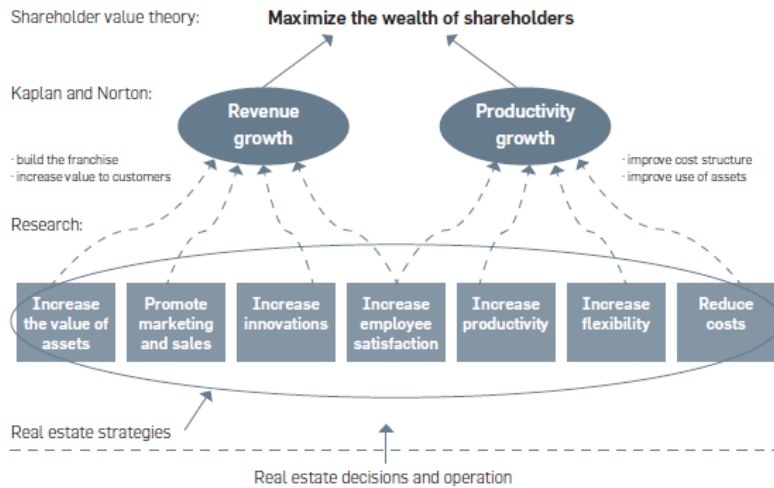 Shareholder value theory:
Maximize the wealth of shareholders
Kaplan and Norton:
Revenue
growth
Productivity
growth
- build the franchise
- increase value to customers
- improve cost structure
- improve use of assets
Research:
Increase
the value of
assets
Promote
marketing
and sales
Increase
innovations
Increase
employee
satisfaction
Increase
productivity
Increase
flexibility
Reduce
costs
Real estate strategies
Real estate decisions and operation